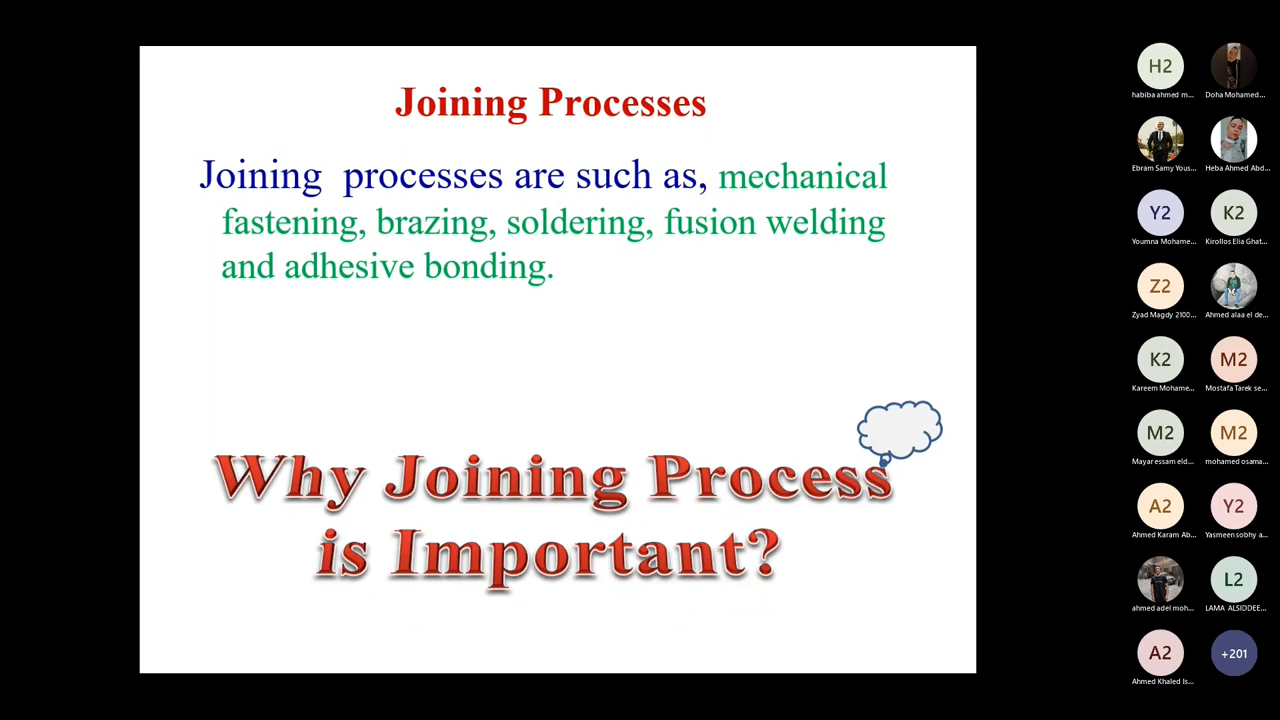 Joining Processes
Joining processes are such as, mechanical
fastening, brazing, soldering, fusion welding
and adhesive bonding.
Why Joining Process
is Important?
H2
habiba ahmed m...
Doha Mohamed...
Ebram Samy Yous...
Heba Ahmed Abd...
Y2
Youmna Mohame...
K2
Kirollos Elia Ghat...
Z2
Zyad Magdy 2100...
Ahmed alaa el de...
K2
Kareem Mohame...
M2
Mostafa Tarek se...
M2
Mayar essam eld...
M2
mohamed osama...
A2
Ahmed Karam Ab...
Y2
Yasmeen sobhy a...
ahmed adel moh...
L2
LAMA ALSIDDEE...
A2
Ahmed Khaled Is...
+201